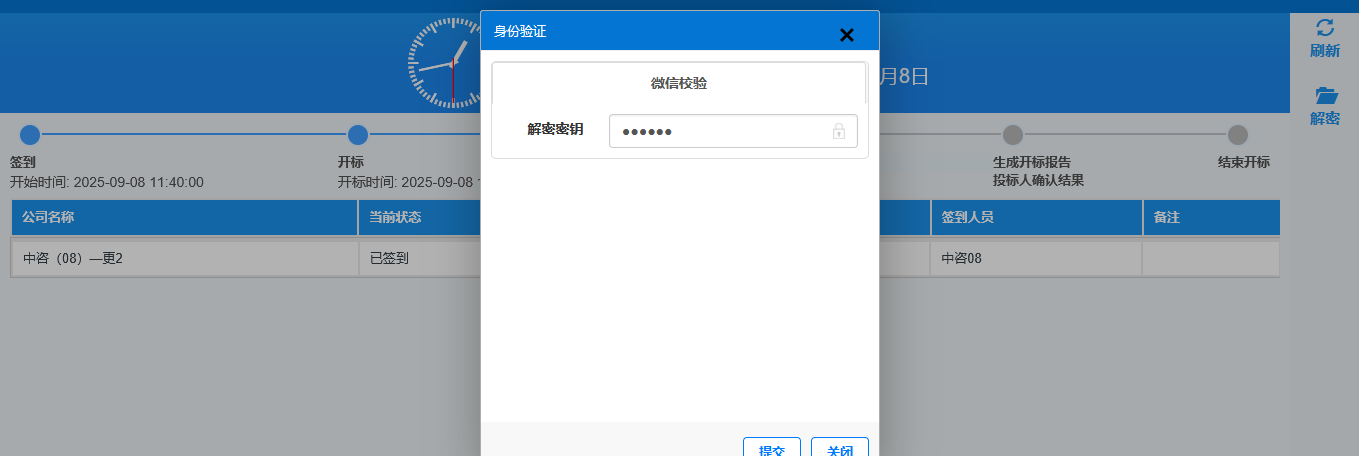 身份验证
月8日
刷新
解密
微信校验
解密密钥
签到
开始时间: 2025-09-08 11:40:00
开标
开标时间: 2025-09-08
生成开标报告
投标人确认结果
结束开标
公司名称
当前状态
签到人员
备注
中咨（08）—更2
已签到
中咨08
提交
关闭